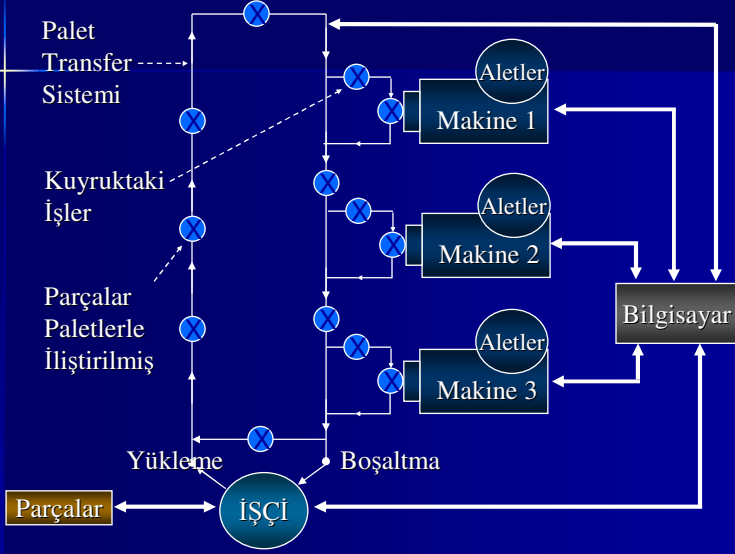 Palet
Transfer
Sistemi
Kuyruktaki
İşler
Parçalar
Paletlerle
İliştirilmiş
X
X
X
X
X
X
X
X
X
X
X
X
X
Aletler
Makine 1
Aletler
Makine 2
Aletler
Makine 3
Bilgisayar
Yükleme
Boşaltma
Parçalar
İŞÇİ